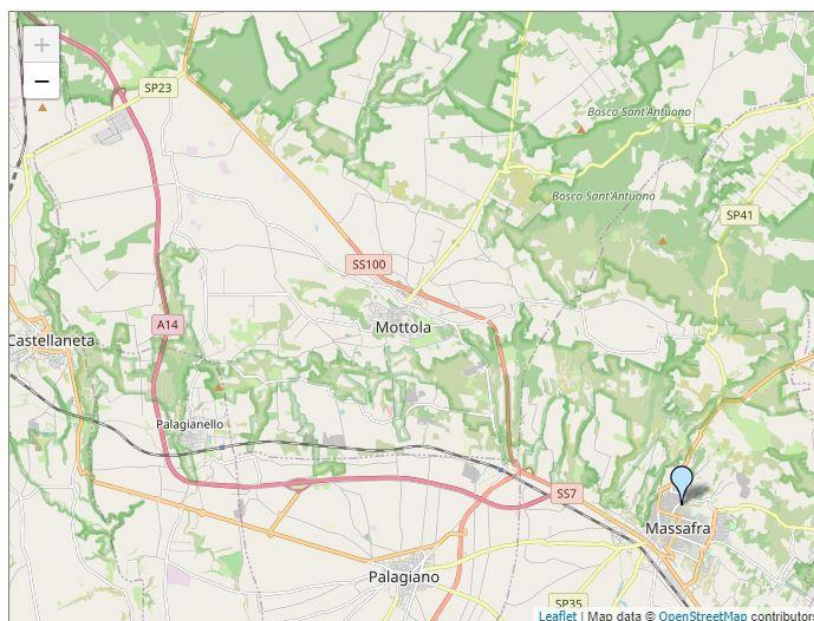 +
−
SP23
Bosco Sant'Antuono
Bosco Sant'Antuono
SP41
SS100
A14
Mottola
Castellaneta
Palagianello
SS7
Massafra
Palagiano
SP35
Leaflet | Map data © OpenStreetMap contributors